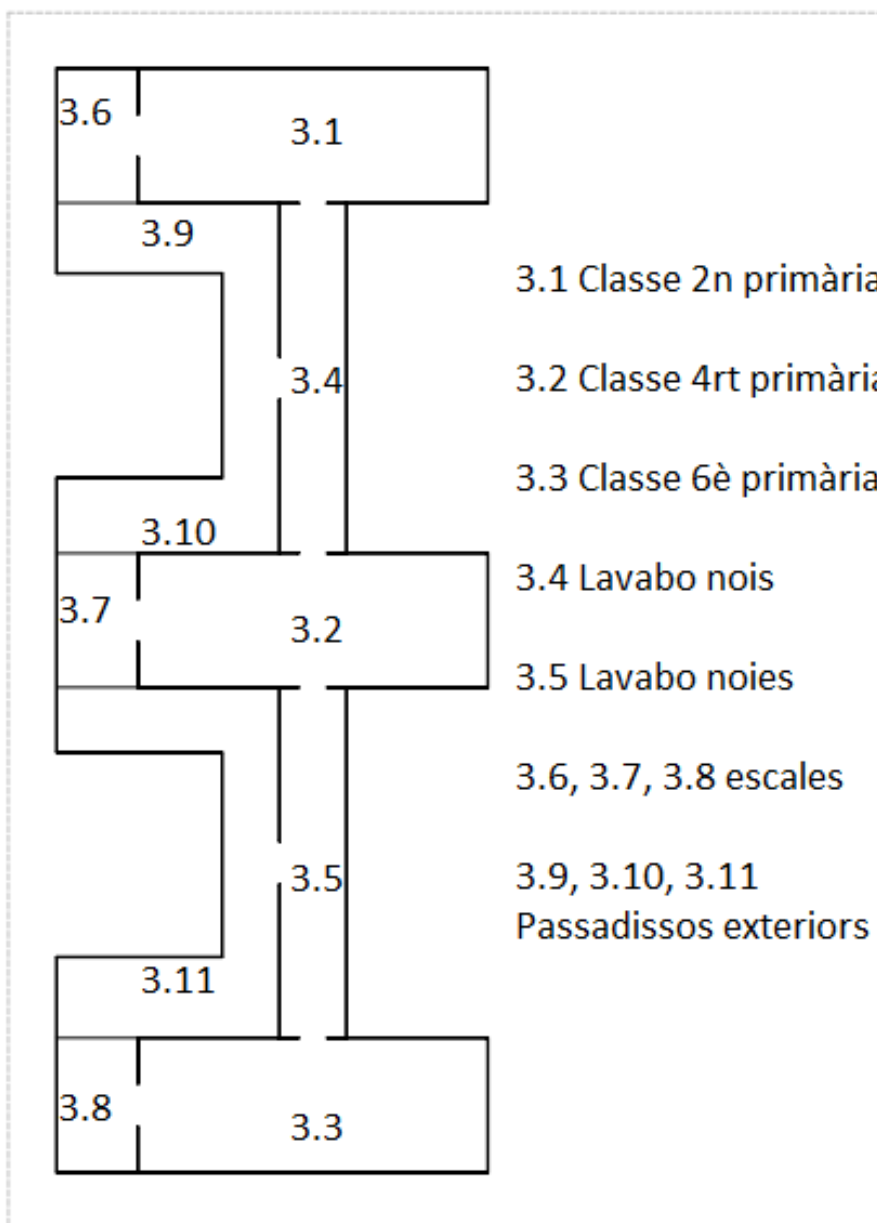 3.6
3.1
3.9
3.1 Classe 2n primària
3.4
3.2 Classe 4rt primària
3.3 Classe 6è primària
3.10
3.4 Lavabo nois
3.7
3.2
3.5 Lavabo noies
3.6, 3.7, 3.8 escales
3.5
3.9, 3.10, 3.11
Passadissos exteriors
3.11
3.8
3.3